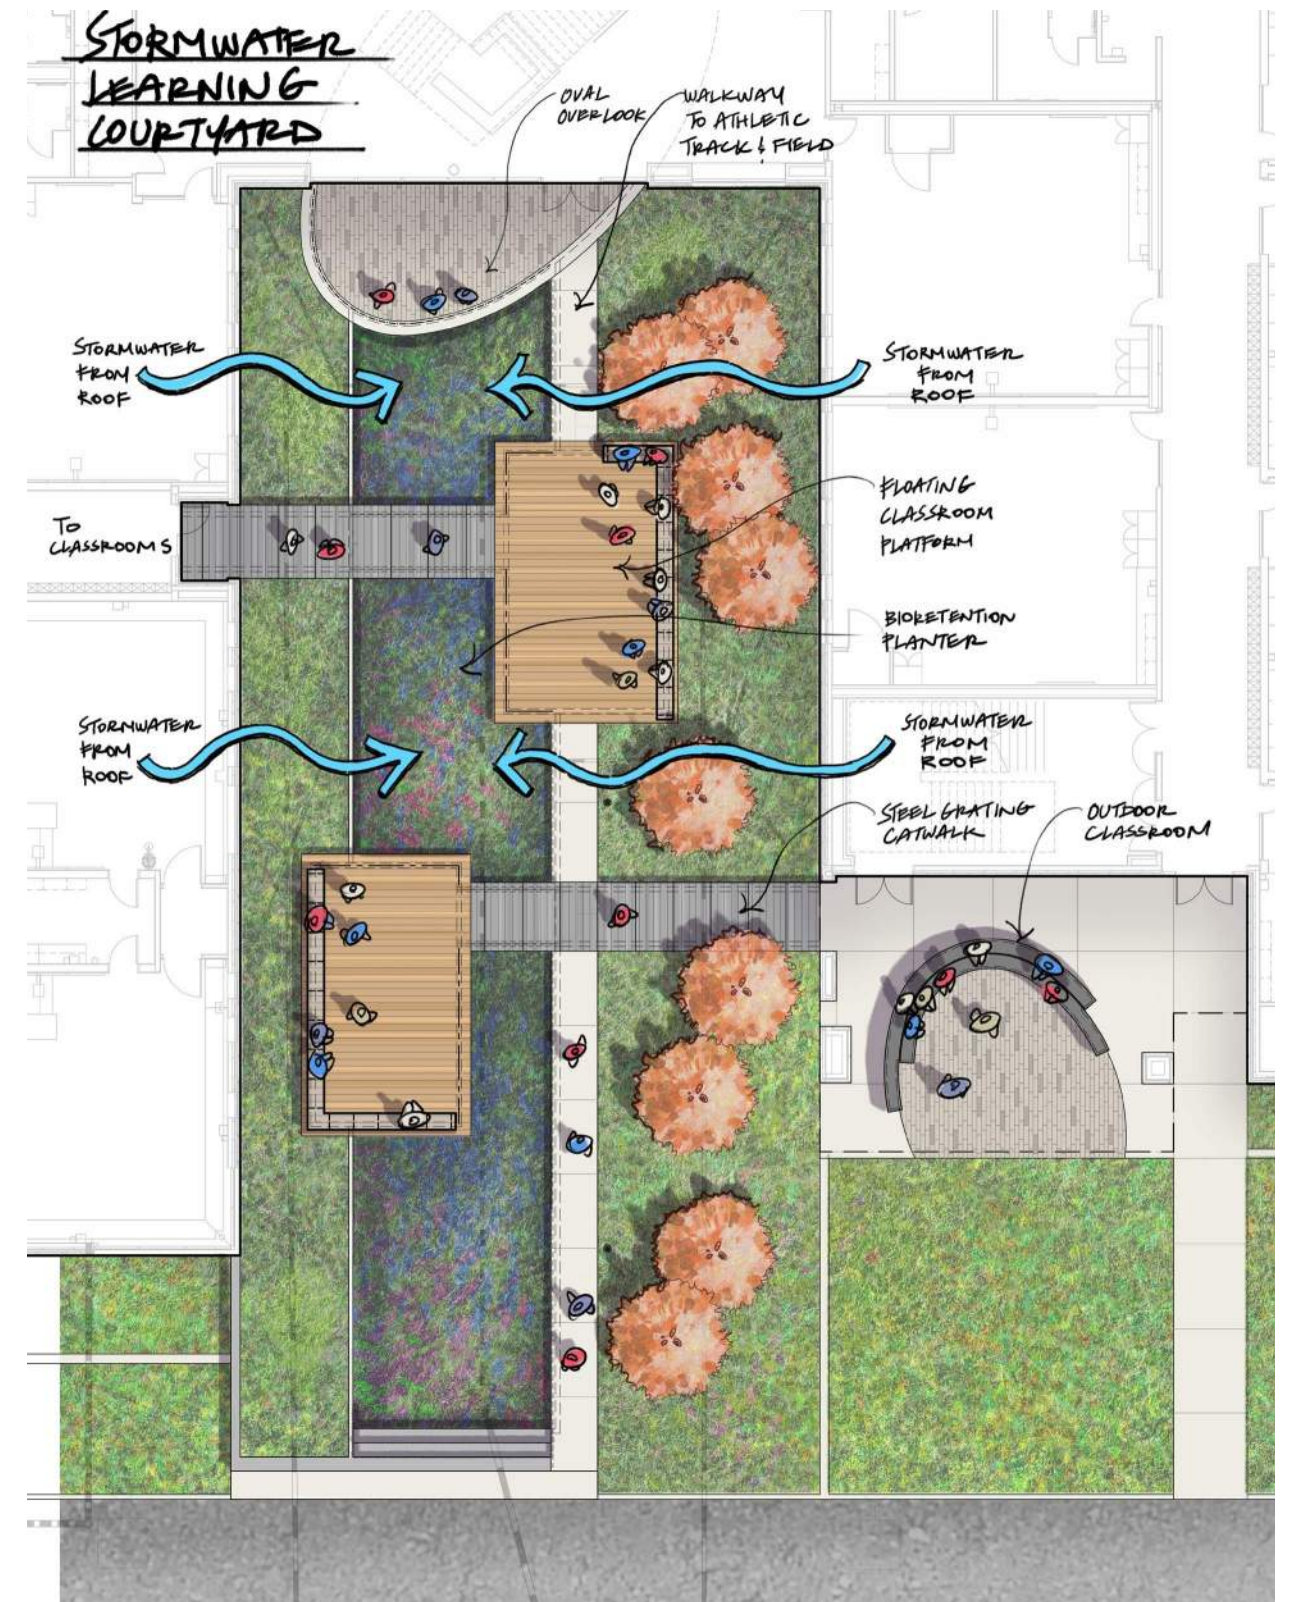 STORMWATER
LEARNING
COURTYARD
OVAL
OVERLOOK
WALKWAY
TO ATHLETIC
TRACK & FIELD
STORMWATER
FROM
ROOF
STORMWATER
FROM
ROOF
TO
CLASSROOMS
FLOATING
CLASSROOM
PLATFORM
BIORETENTION
PLANTER
STORMWATER
FROM
ROOF
STORMWATER
FROM
ROOF
STEEL GRATING
CATWALK
OUTDOOR
CLASSROOM